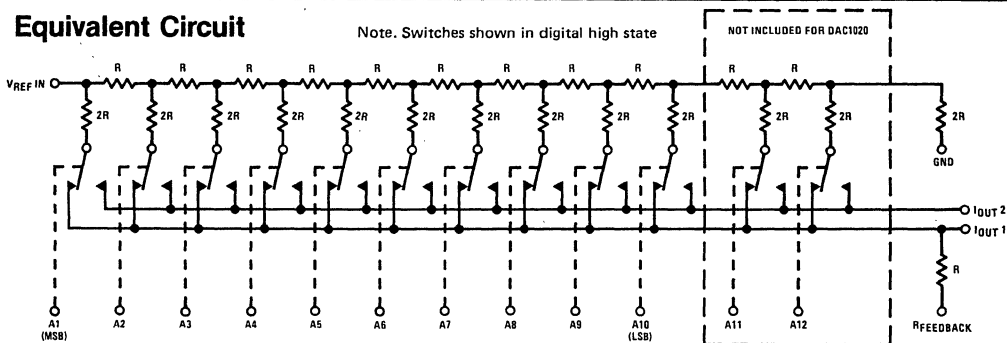 Equivalent Circuit
Note. Switches shown in digital high state
NOT INCLUDED FOR DAC1020
R R R R R R R R R R R
VREF IN
2R 2R 2R 2R 2R 2R 2R 2R 2R 2R 2R 2R 2R
GND
IOUT 2
IOUT 1
R
A1 A2 A3 A4 A5 A6 A7 A8 A9 A10 A11 A12
(MSB) (LSB)
RFEEDBACK